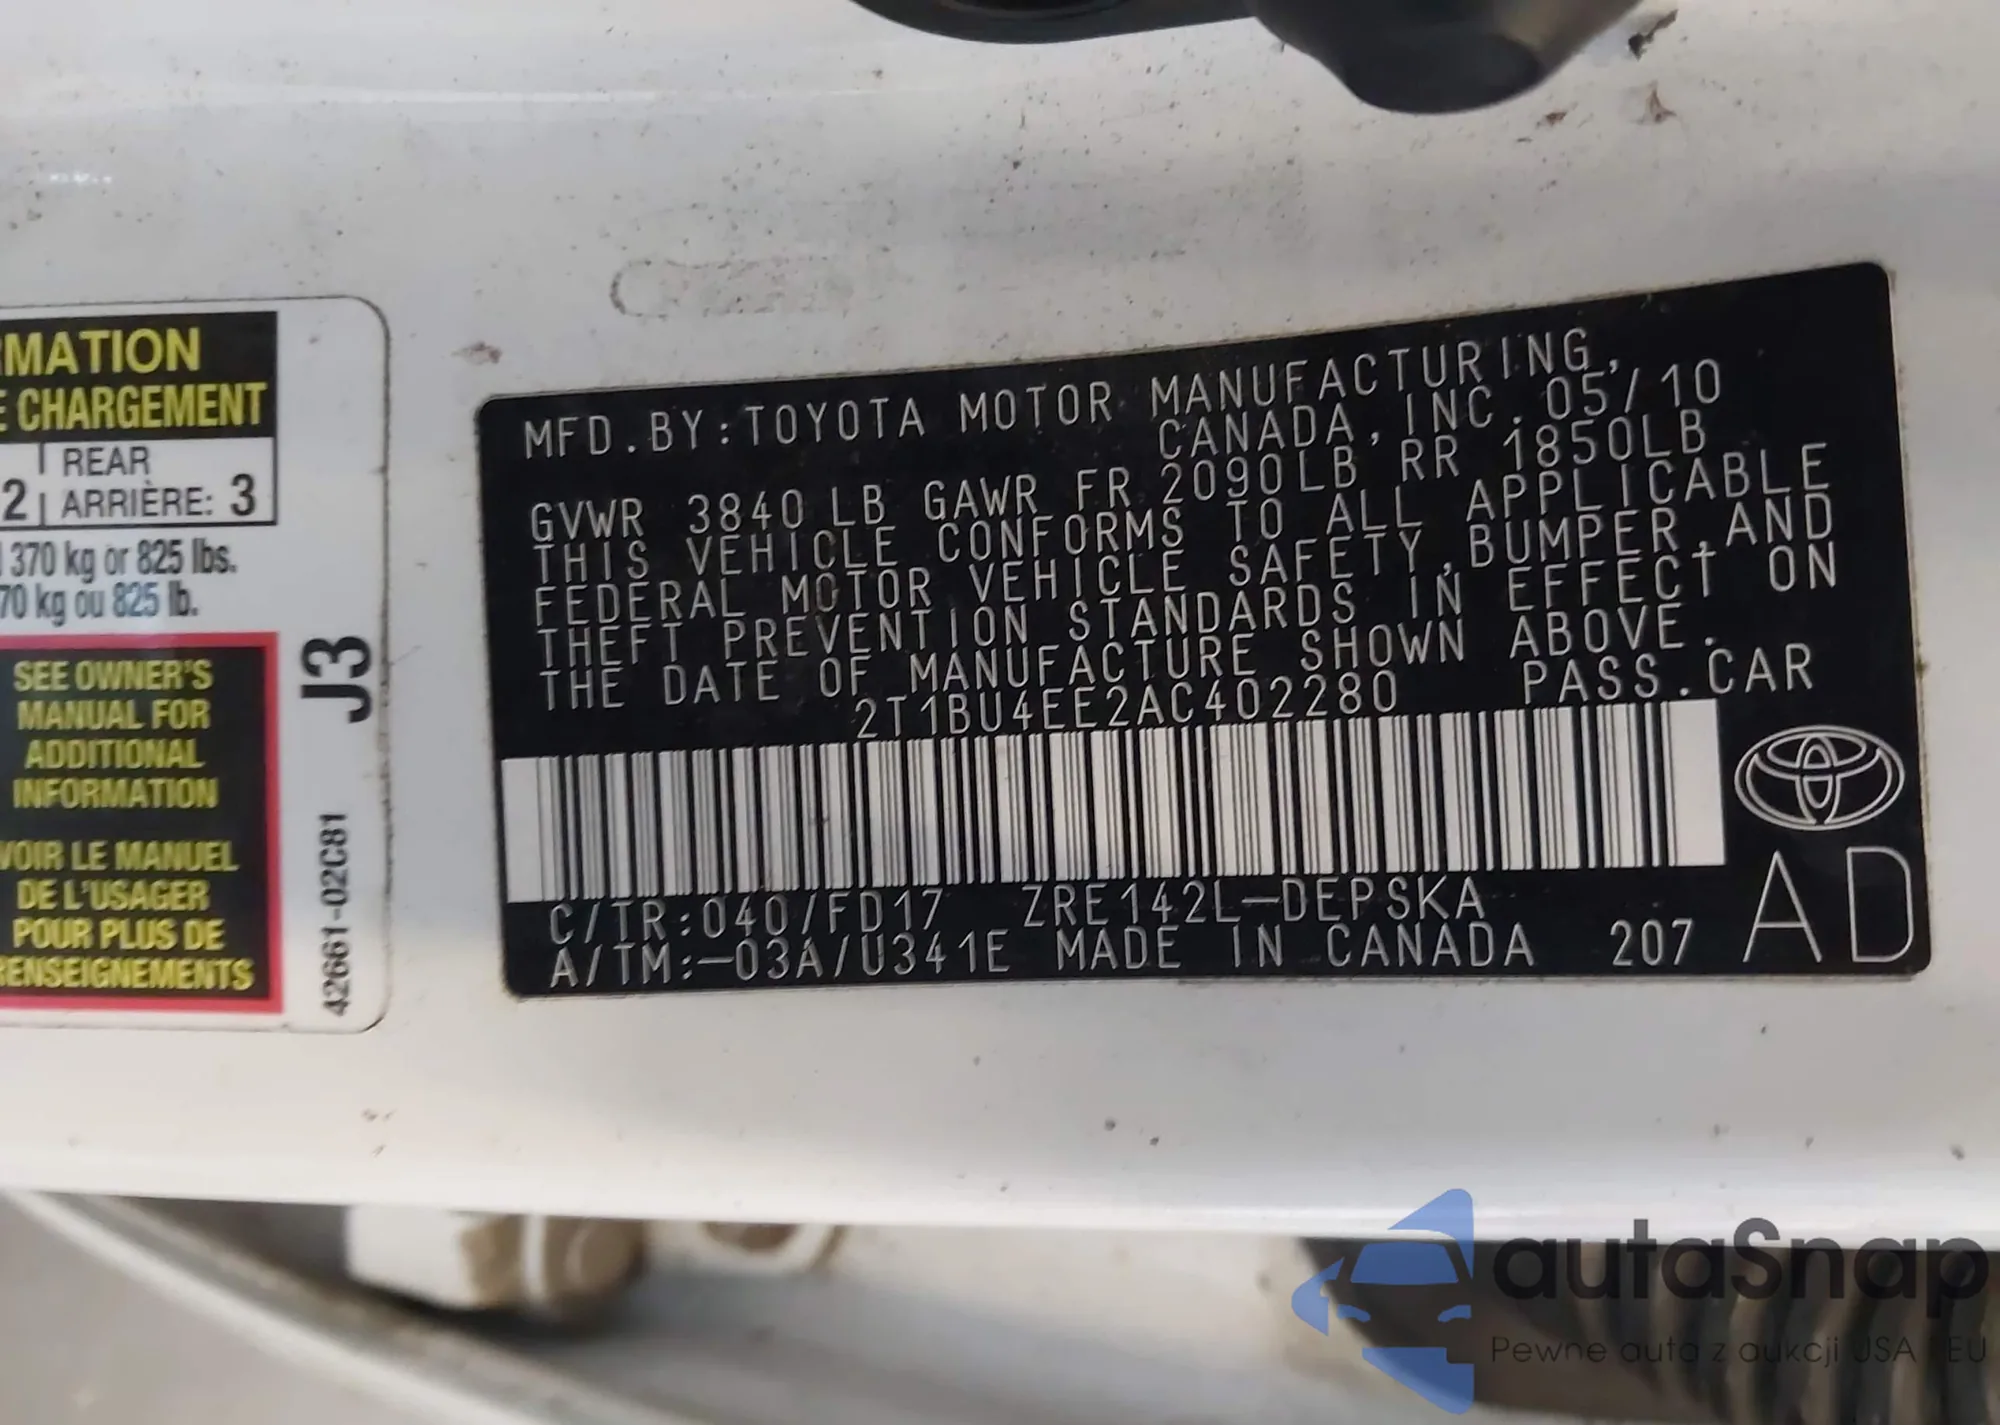 RMATION
E CHARGEMENT
2
REAR
ARRIÈRE: 3
370 kg or 825 lbs.
70 kg ou 825 lb.
SEE OWNER'S
MANUAL FOR
ADDITIONAL
INFORMATION
VOIR LE MANUEL
DE L'USAGER
POUR PLUS DE
RENSEIGNEMENTS
J3
42661-02C81
MFD.BY:TOYOTA MOTOR MANUFACTURING,
CANADA, INC. 05/10
GVWR 3840 LB GAWR FR 2090LB RR 1850LB
THIS VEHICLE CONFORMS TO ALL APPLICABLE
FEDERAL MOTOR VEHICLE SAFETY,BUMPER,AND
THEFT PREVENTION STANDARDS IN EFFECT ON
THE DATE OF MANUFACTURE SHOWN ABOVE.
2T1BU4EE2AC402280 PASS.CAR
C/TR:040/FD17 ZRE142L-DEPSKA
A/TM:-03A/U341E MADE IN CANADA 207
AD
autaSnap
Pewne auta z aukcji USA i EU